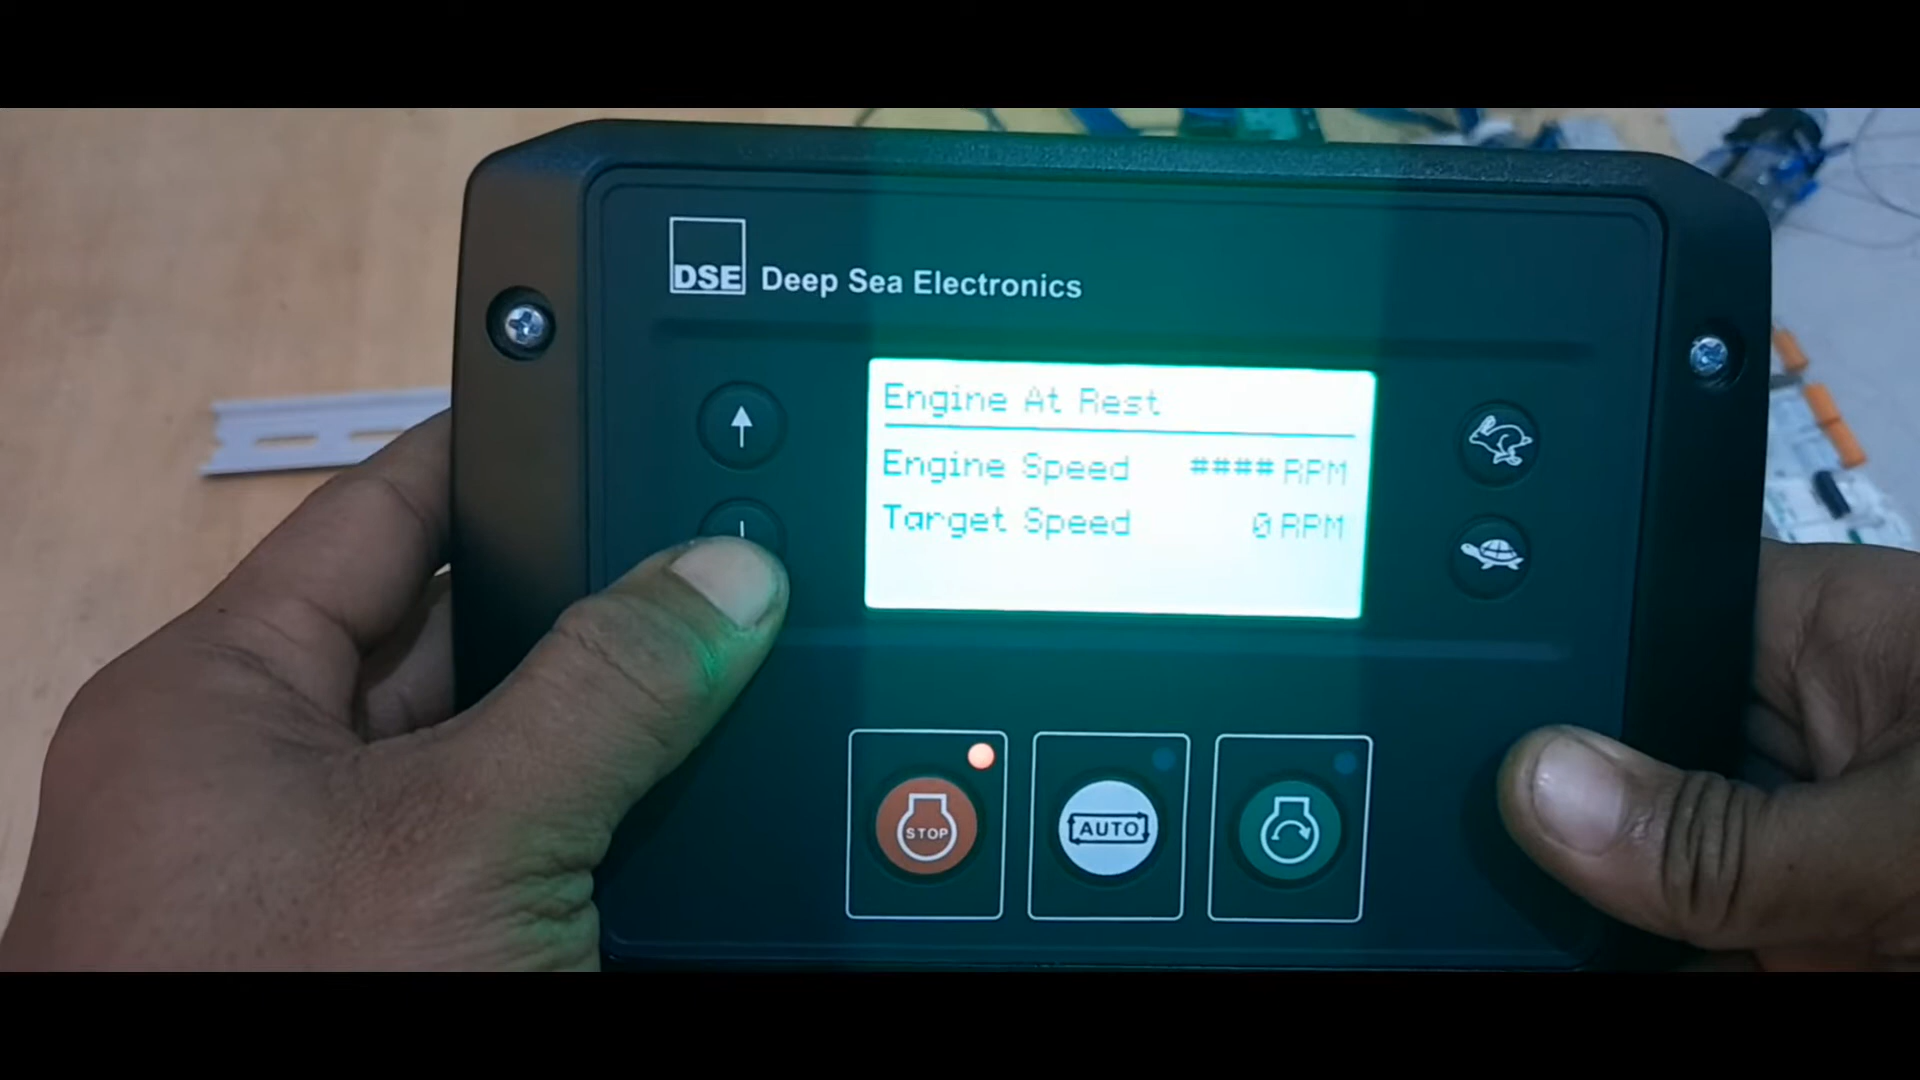 DSE Deep Sea Electronics
Engine At Rest
Engine Speed #### RPM
Target Speed 0 RPM
STOP
AUTO